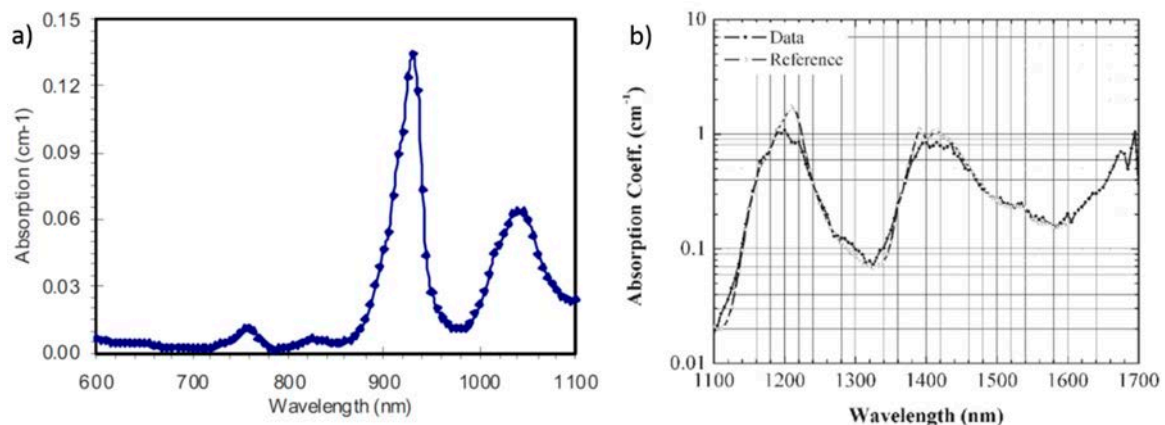 a)
Absorption (cm-1)
0.15
0.12
0.09
0.06
0.03
0.00
600 700 800 900 1000 1100
Wavelength (nm)
b)
Absorption Coeff. (cm⁻¹)
10
1
0.1
0.01
Data
Reference
1100 1200 1300 1400 1500 1600 1700
Wavelength (nm)